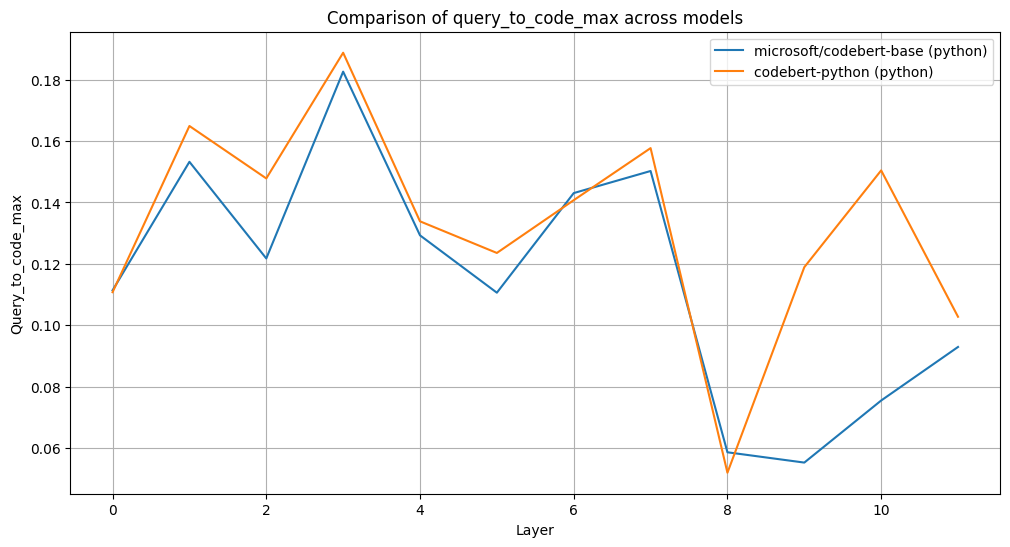 Comparison of query_to_code_max across models
microsoft/codebert-base (python)
codebert-python (python)
Query_to_code_max
0.18
0.16
0.14
0.12
0.10
0.08
0.06
0 2 4 6 8 10
Layer